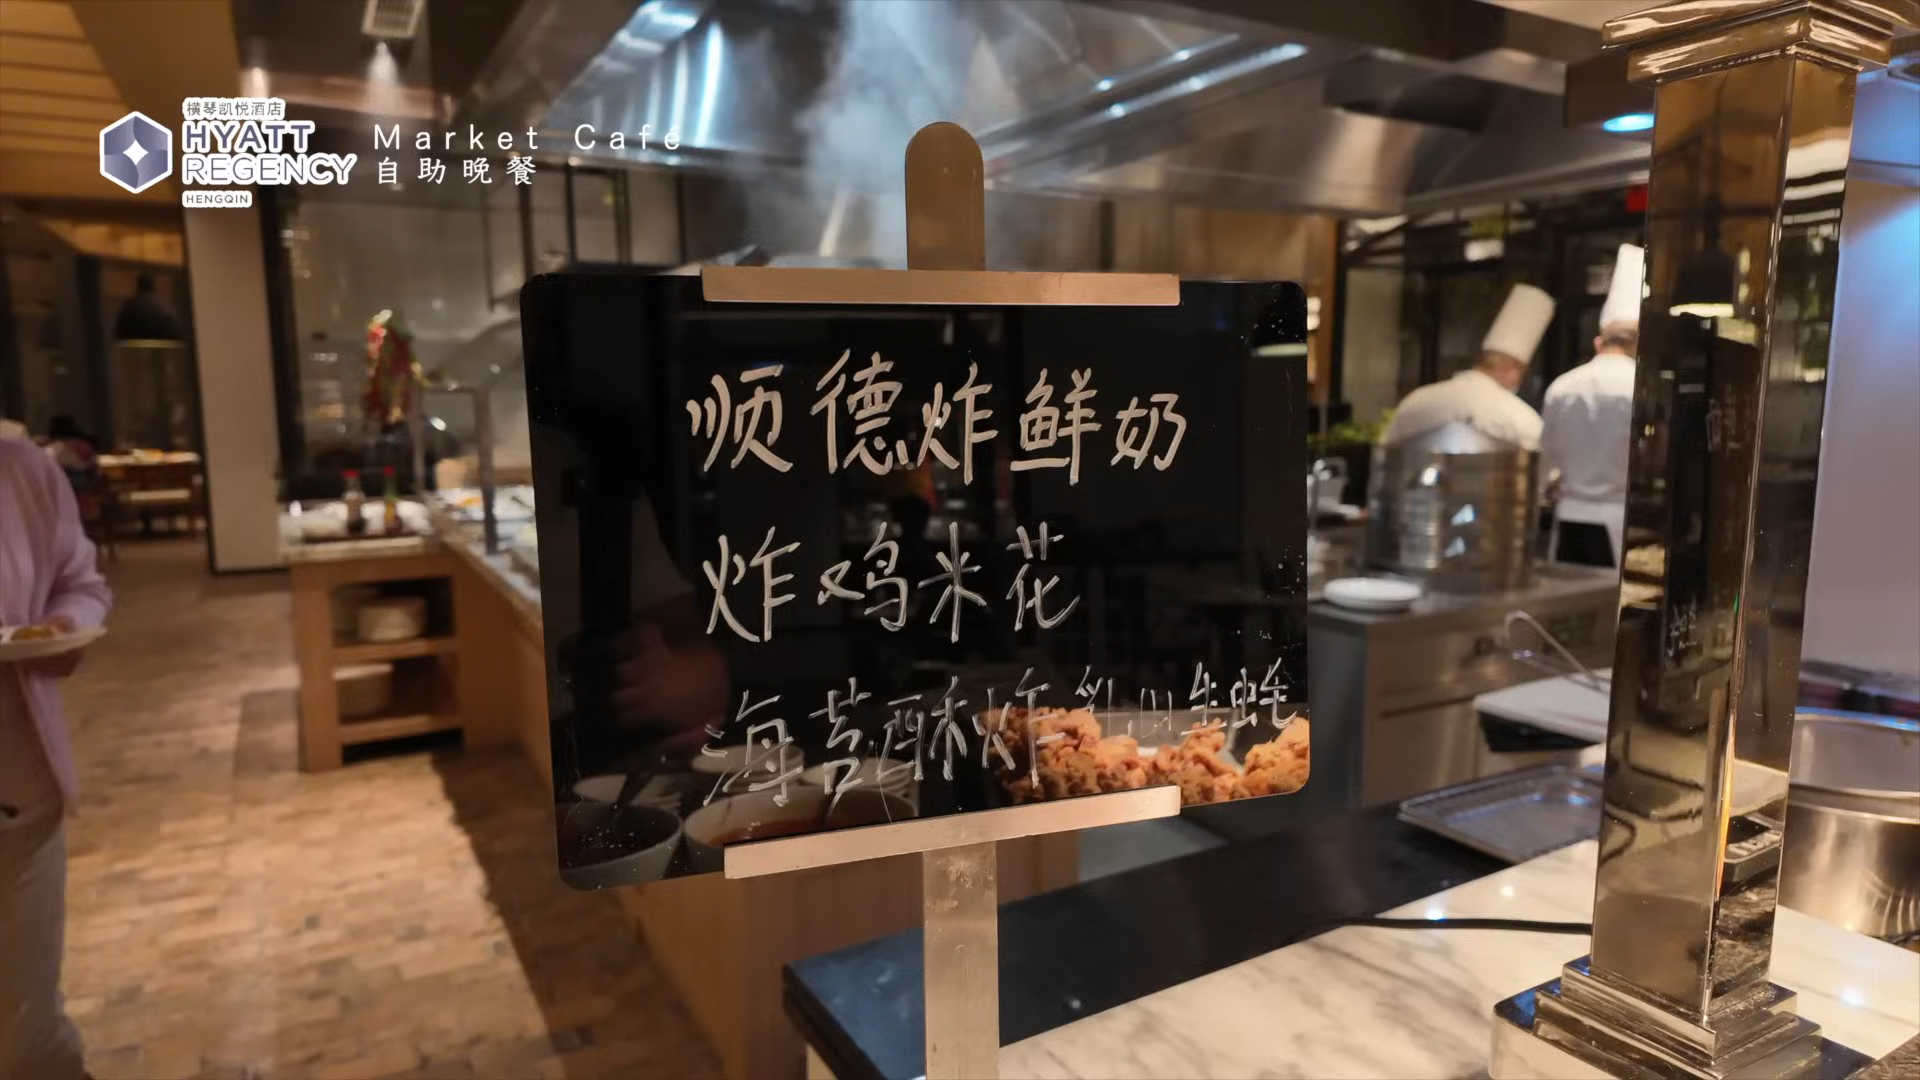 横琴凯悦酒店
HYATT
REGENCY
HENGQIN
Market Café
自助晚餐
顺德炸鲜奶
炸鸡米花
海苔酥炸乳山生蚝